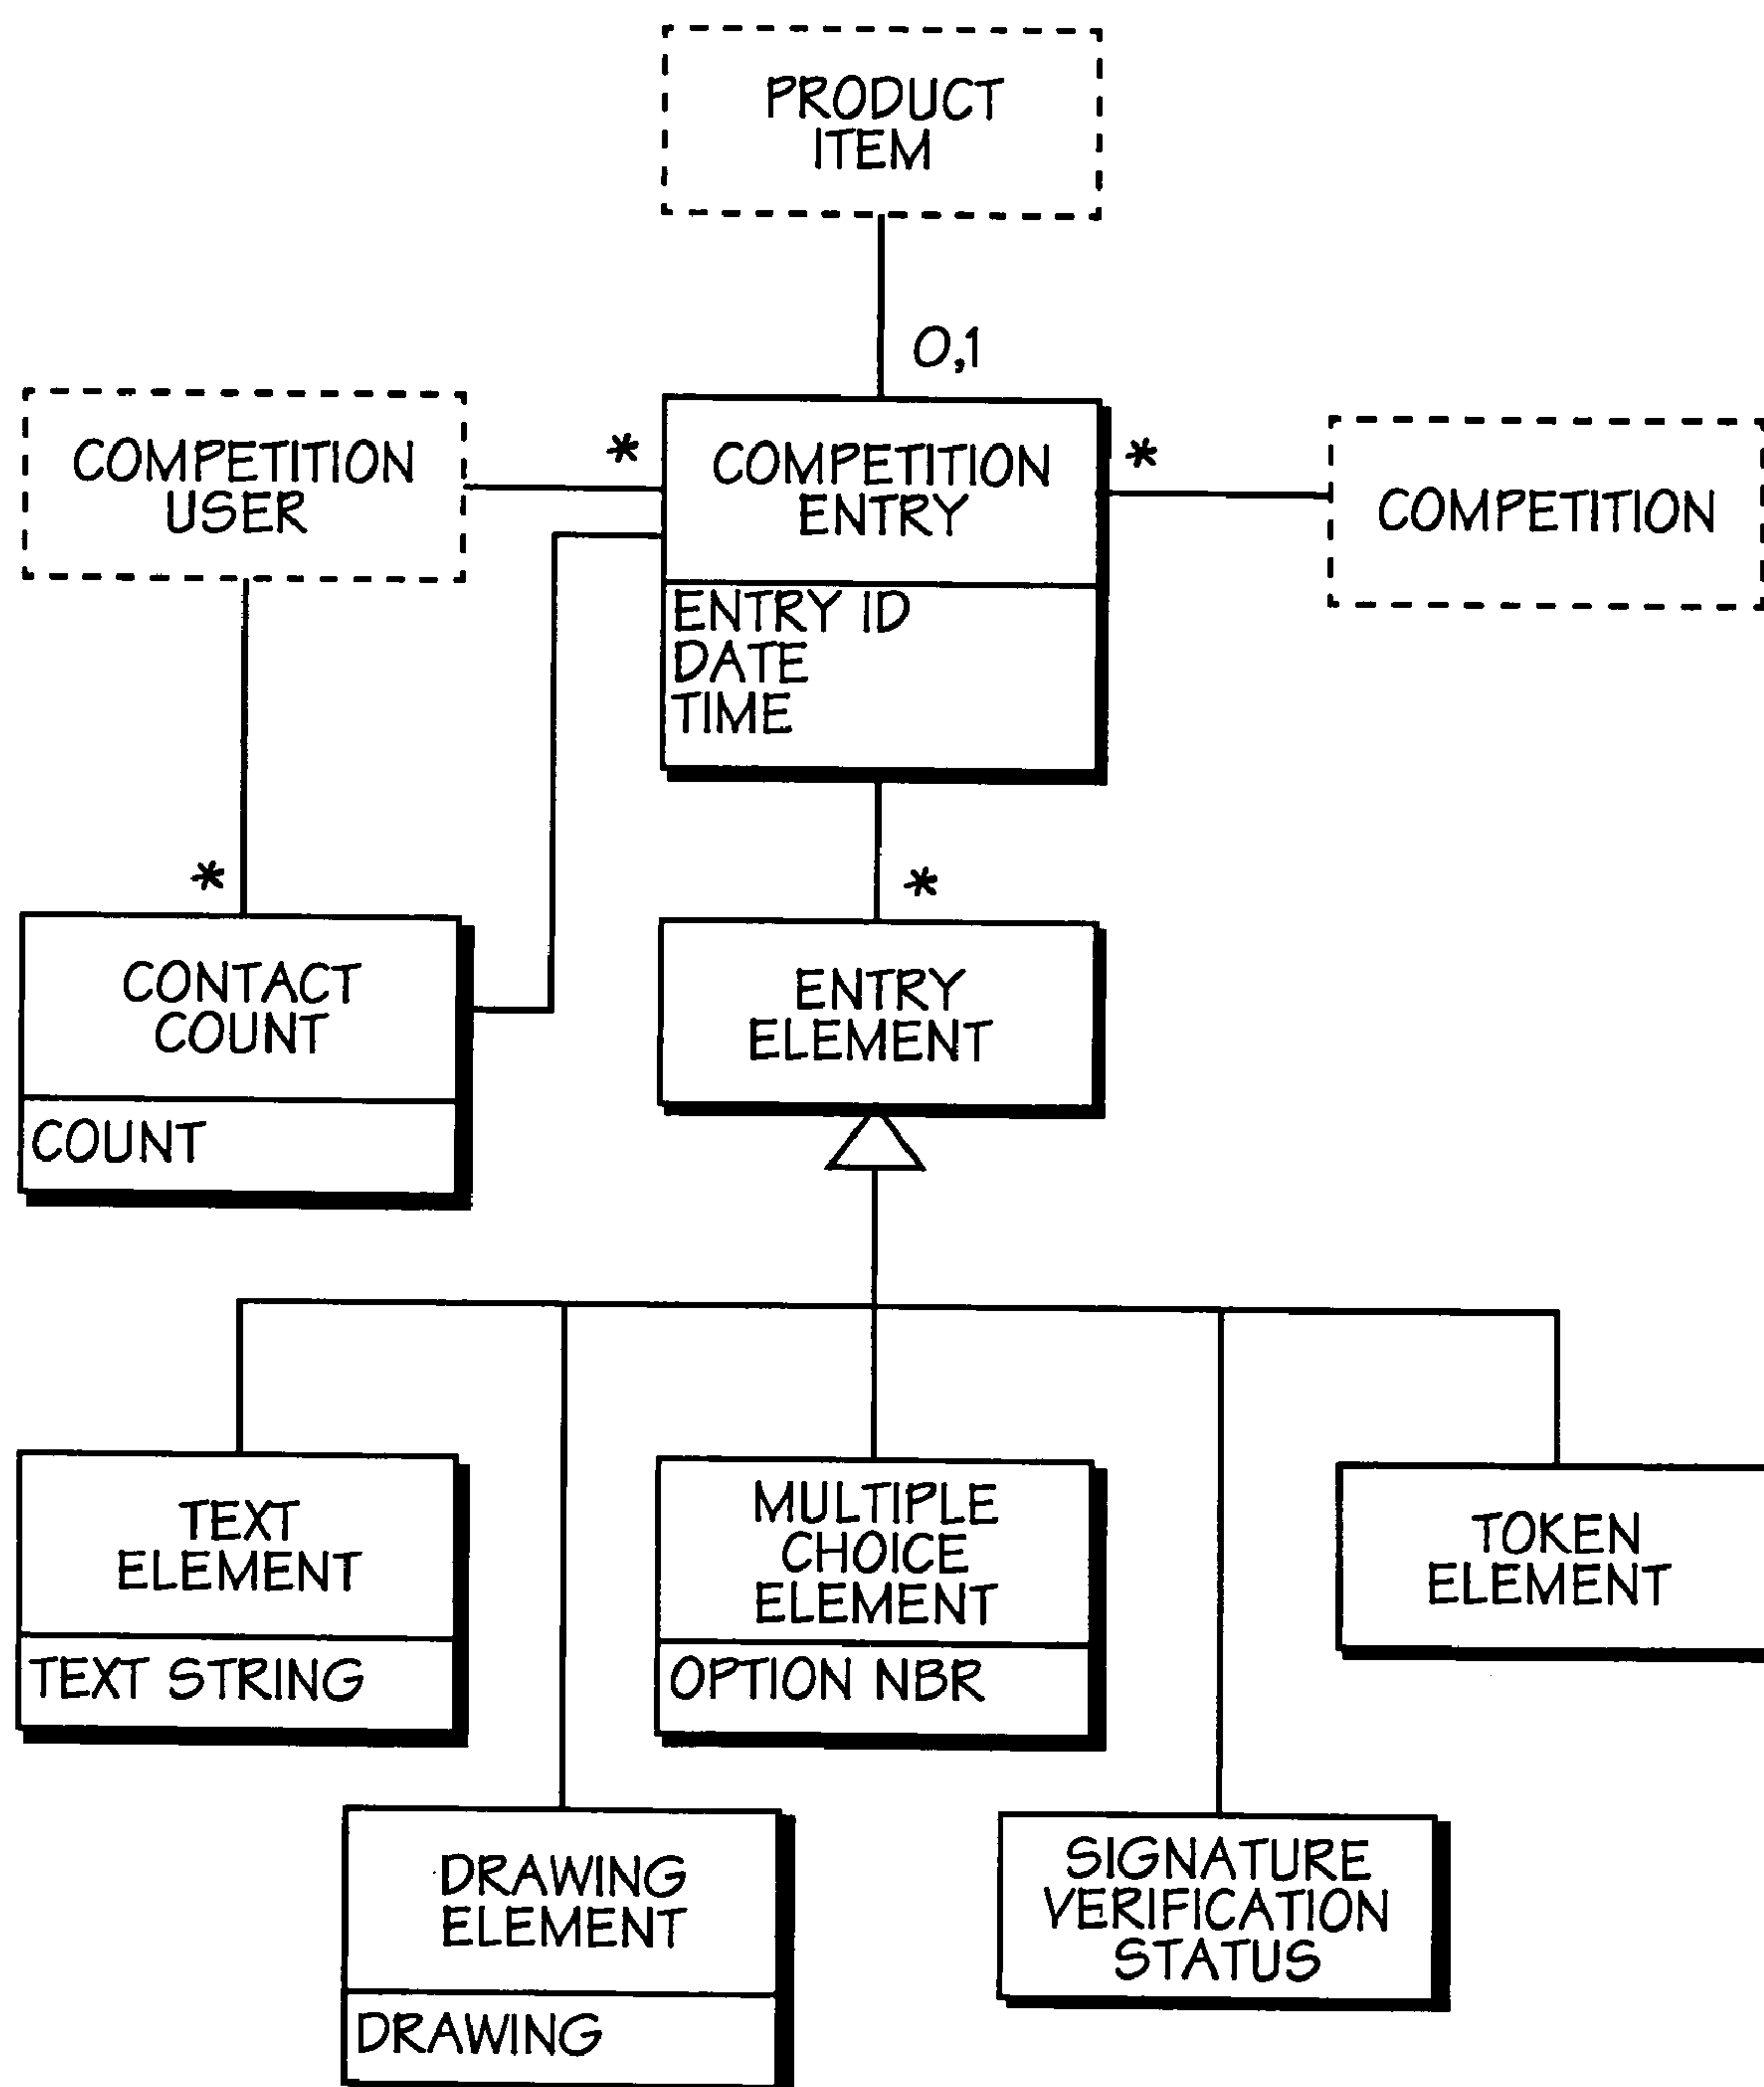 PRODUCT
ITEM
0,1
COMPETITION
USER
*
COMPETITION
ENTRY
*
COMPETITION
ENTRY ID
DATE
TIME
*
*
CONTACT
COUNT
COUNT
ENTRY
ELEMENT
TEXT
ELEMENT
TEXT STRING
MULTIPLE
CHOICE
ELEMENT
OPTION NBR
TOKEN
ELEMENT
DRAWING
ELEMENT
DRAWING
SIGNATURE
VERIFICATION
STATUS